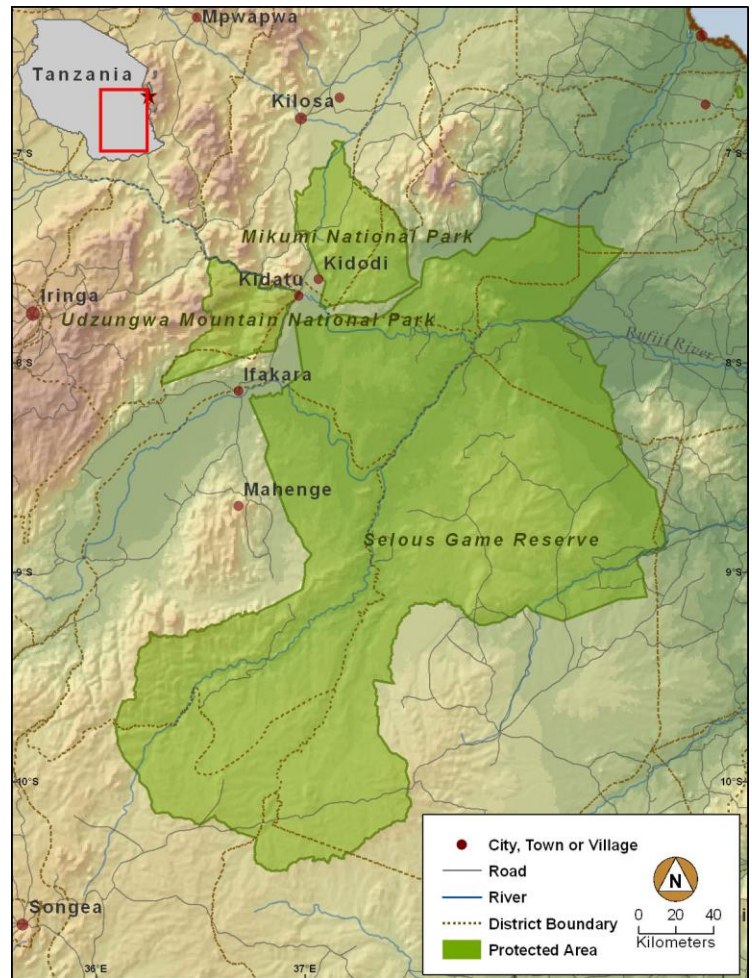 Mpwapwa
Tanzania
Kilosa
7°S
7°S
Mikumi National Park
Kidodi
Kidatu
Iringa
Udzungwa Mountain National Park
Rufiji River
8°S
8°S
Ifakara
Mahenge
Selous Game Reserve
9°S
9°S
10°S
10°S
City, Town or Village
Road
River
District Boundary
Protected Area
N
0 20 40
Kilometers
Songea
36°E
37°E